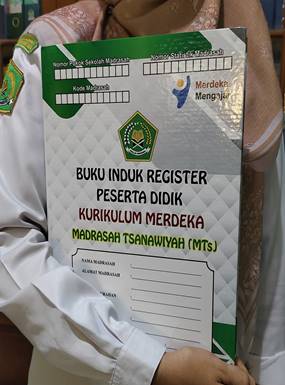 Nomor Pokok Sekolah Madrasah
Nomor Statistik Madrasah
Kode Madrasah
Merdeka
Mengajar
BUKU INDUK REGISTER
PESERTA DIDIK
KURIKULUM MERDEKA
MADRASAH TSANAWIYAH (MTs)
NAMA MADRASAH
ALAMAT MADRASAH